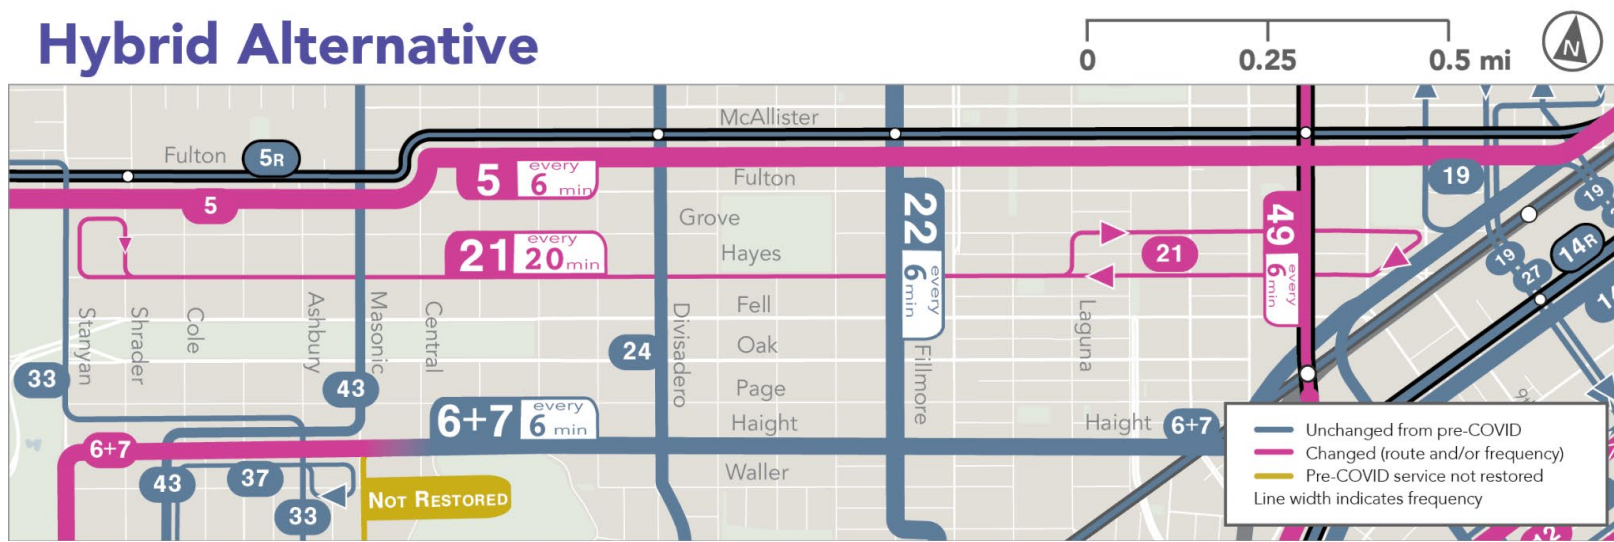 Hybrid Alternative
0 0.25 0.5 mi
N
McAllister
Fulton
5R
5
every
6
min
Fulton
5
Grove
19
19
21
every
20 min
Hayes
22
every
6 min
49
every
6 min
21
14R
19
27
Stanyan
Shrader
Cole
Ashbury
Masonic
Central
Divisadero
Fell
Oak
Page
Haight
Waller
Fillmore
Laguna
24
33
43
6+7
every
6 min
Haight
6+7
6+7
43
37
33
NOT RESTORED
Unchanged from pre-COVID
Changed (route and/or frequency)
Pre-COVID service not restored
Line width indicates frequency
12